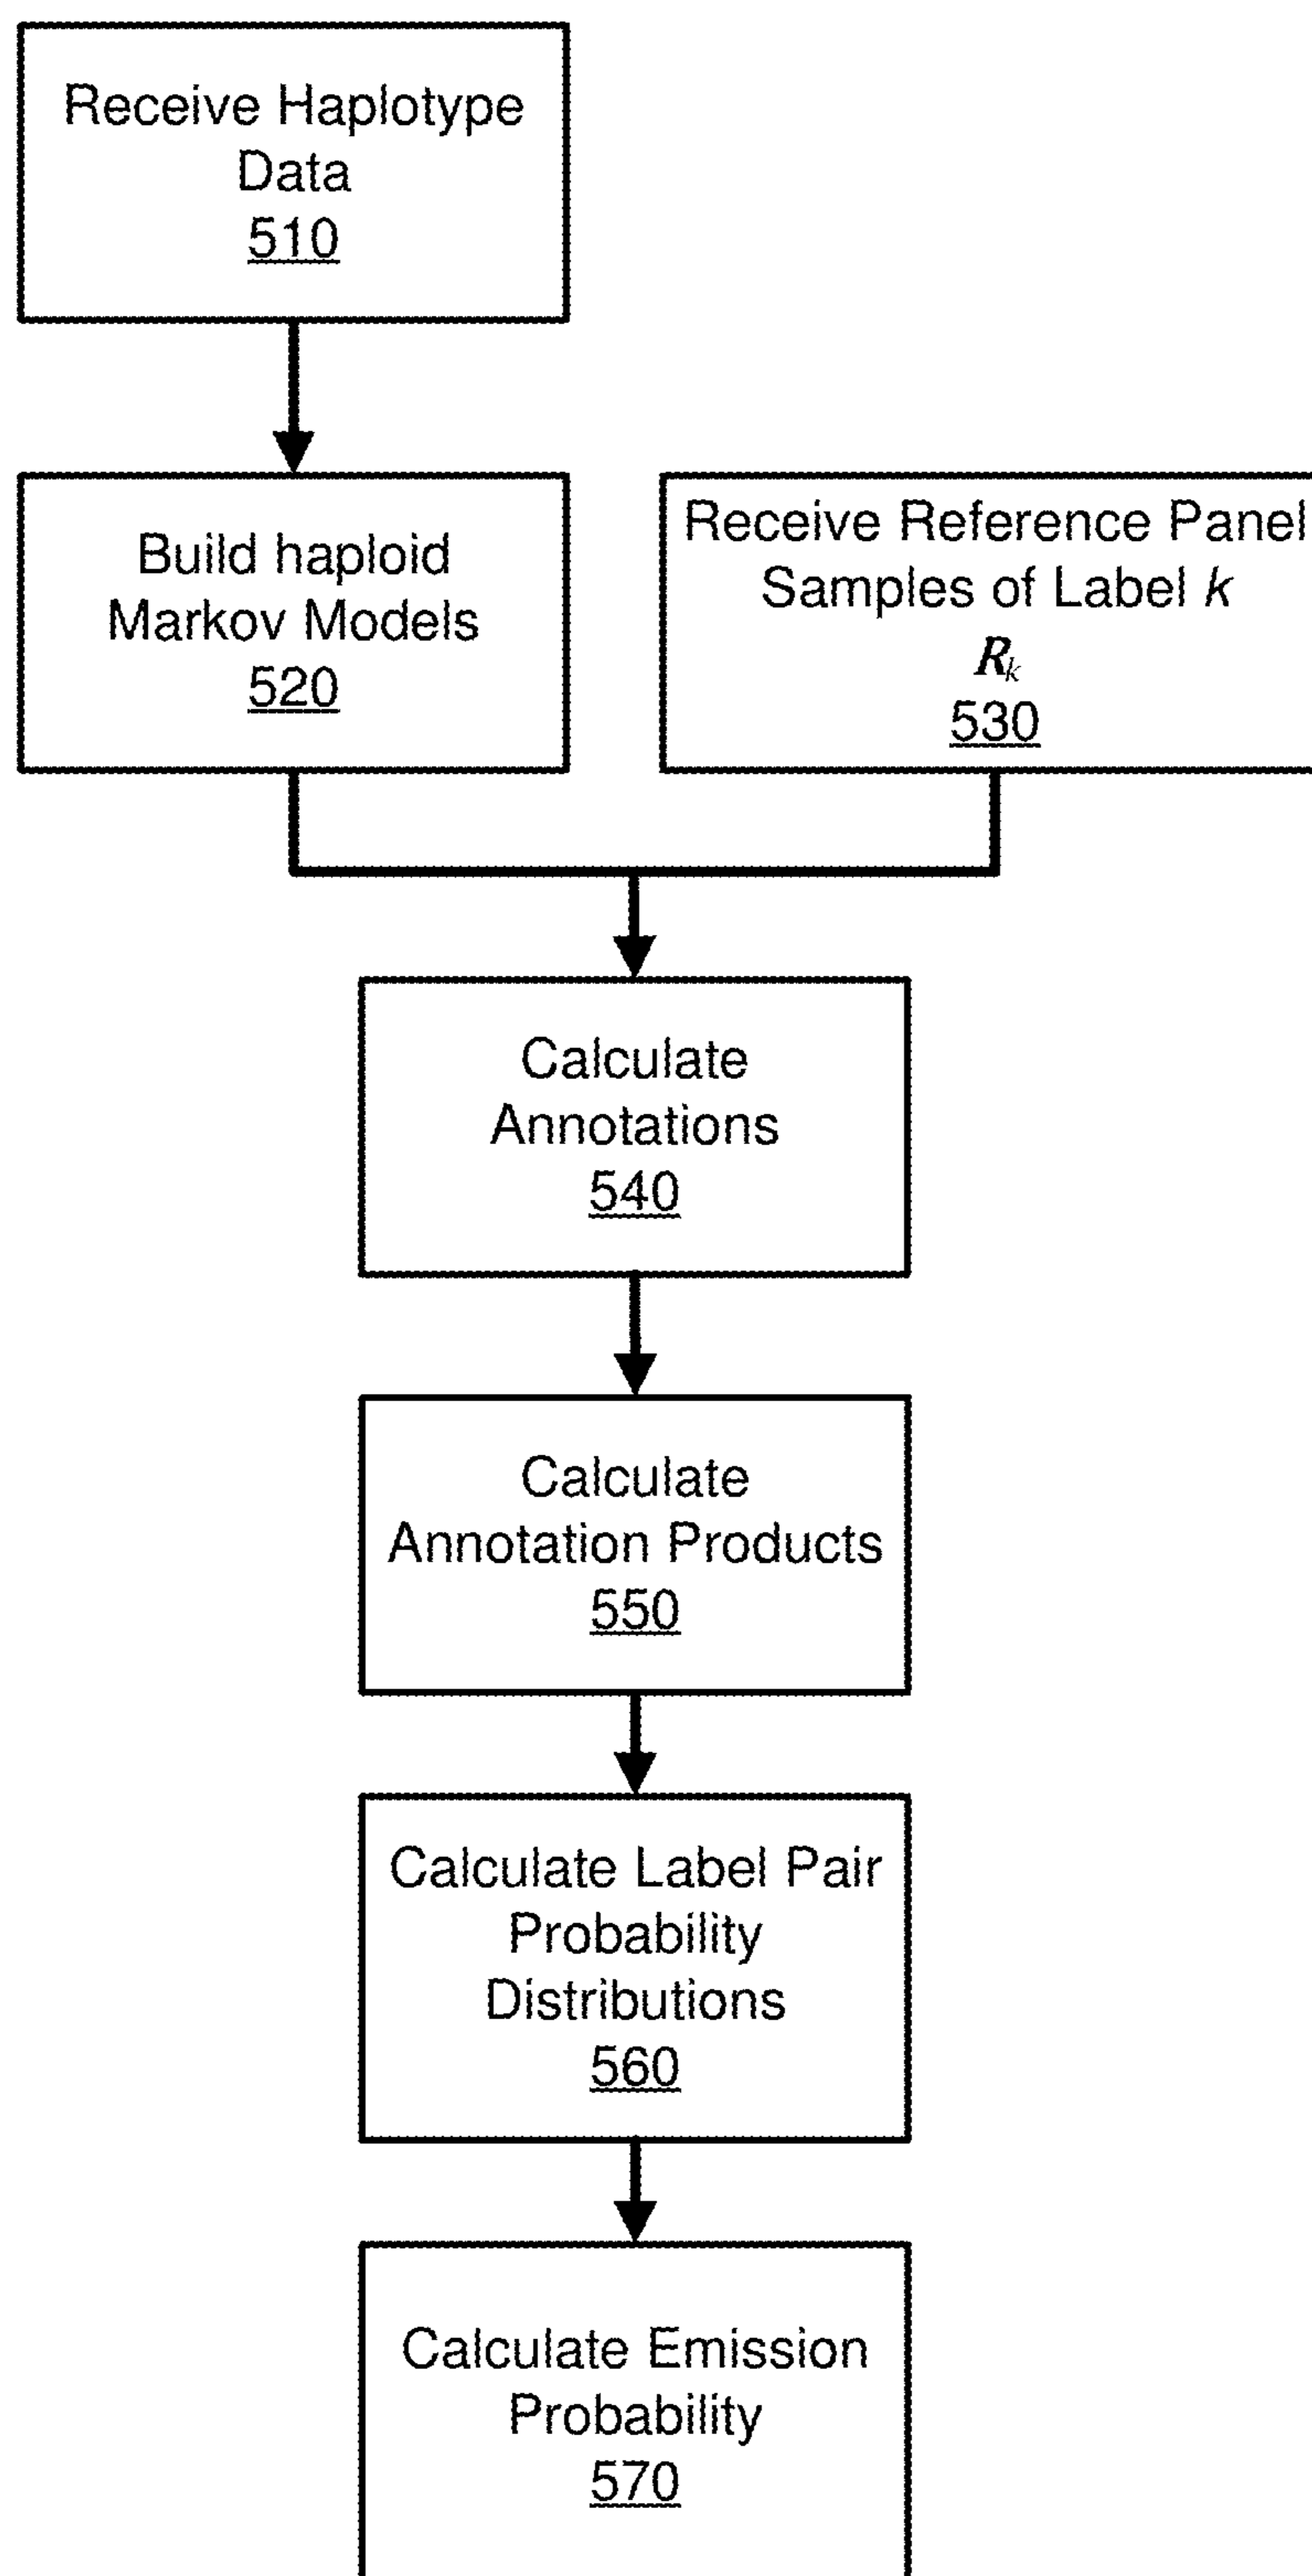 Receive Haplotype
Data
510
Build haploid
Markov Models
520
Receive Reference Panel
Samples of Label k
Rk
530
Calculate
Annotations
540
Calculate
Annotation Products
550
Calculate Label Pair
Probability
Distributions
560
Calculate Emission
Probability
570